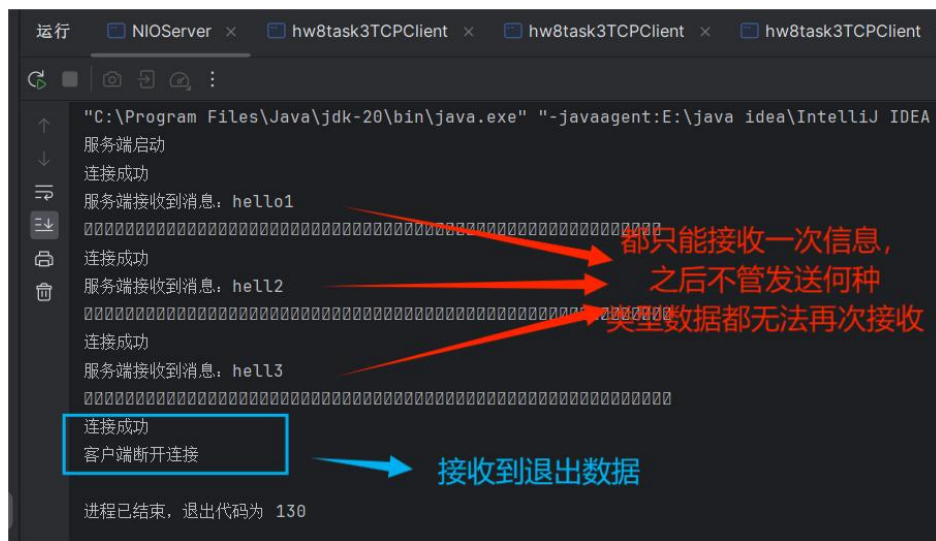 运行 NIOServer × hw8task3TCPClient × hw8task3TCPClient × hw8task3TCPClient
"C:\Program Files\Java\jdk-20\bin\java.exe" "-javaagent:E:\java idea\IntelliJ IDEA
服务端启动
连接成功
服务端接收到消息：hello1
都只能接收一次信息，
连接成功
服务端接收到消息：hell2
之后不管发送何种
类型数据都无法再次接收
连接成功
服务端接收到消息：hell3
连接成功
客户端断开连接
接收到退出数据
进程已结束，退出代码为 130